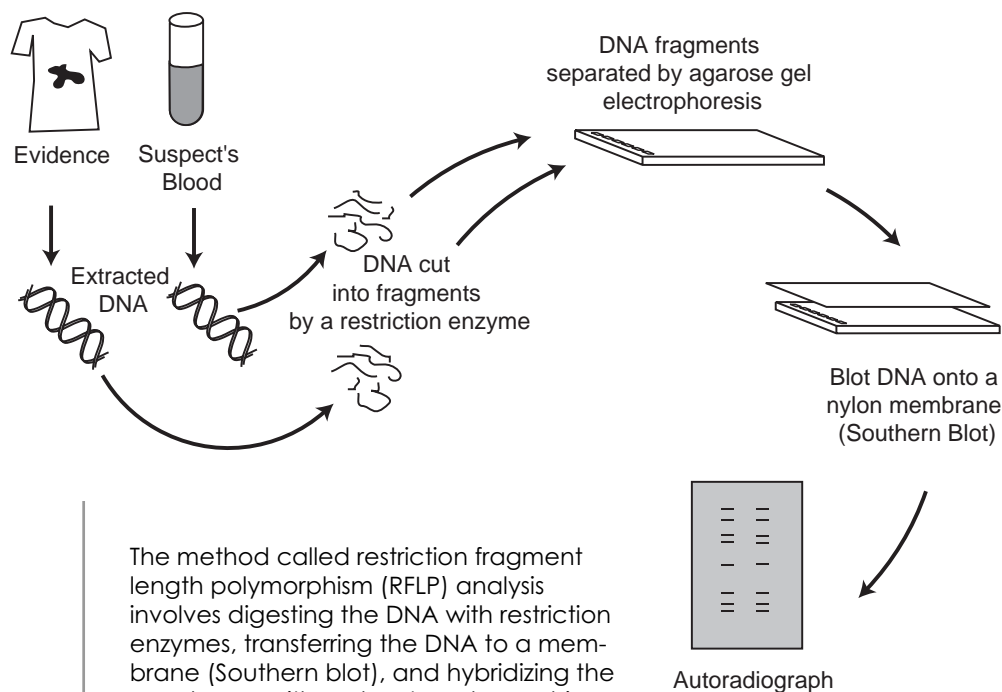 Evidence
Suspect's
Blood
Extracted
DNA
DNA cut
into fragments
by a restriction enzyme
DNA fragments
separated by agarose gel
electrophoresis
Blot DNA onto a
nylon membrane
(Southern Blot)
Autoradiograph
The method called restriction fragment
length polymorphism (RFLP) analysis
involves digesting the DNA with restriction
enzymes, transferring the DNA to a mem-
brane (Southern blot), and hybridizing the